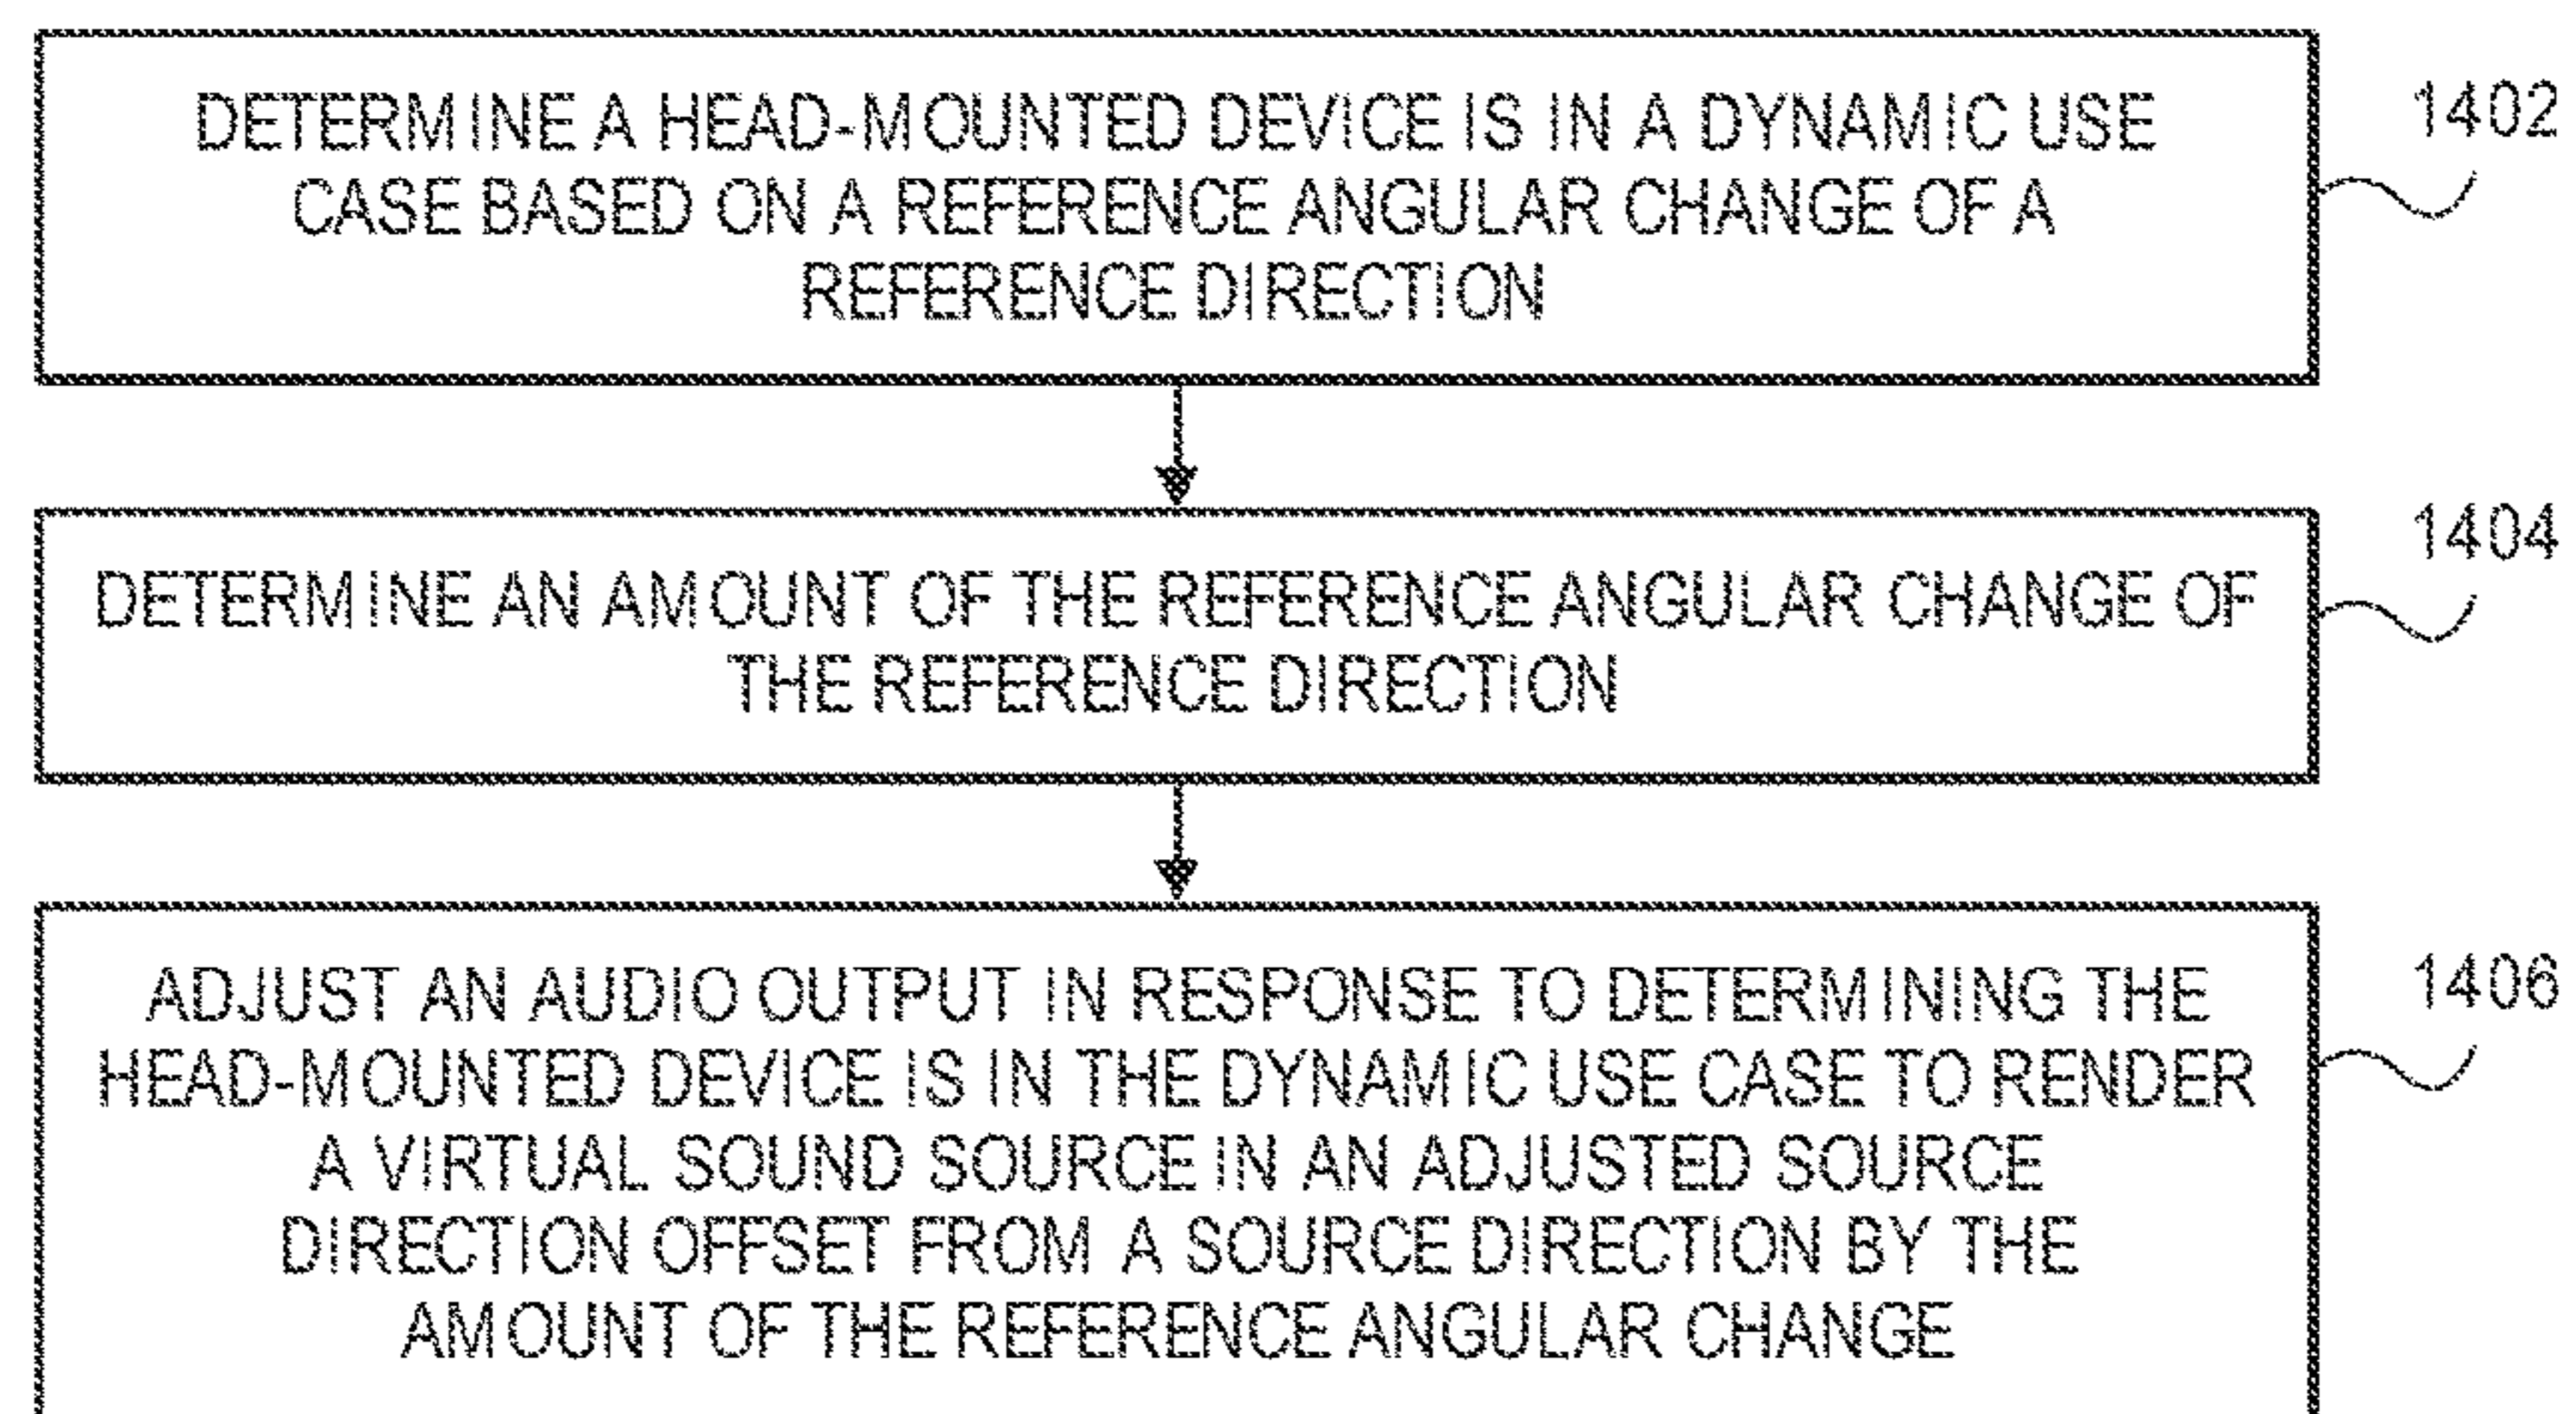 DETERMINE A HEAD-MOUNTED DEVICE IS IN A DYNAMIC USE
CASE BASED ON A REFERENCE ANGULAR CHANGE OF A
REFERENCE DIRECTION
1402
DETERMINE AN AMOUNT OF THE REFERENCE ANGULAR CHANGE OF
THE REFERENCE DIRECTION
1404
ADJUST AN AUDIO OUTPUT IN RESPONSE TO DETERMINING THE
HEAD-MOUNTED DEVICE IS IN THE DYNAMIC USE CASE TO RENDER
A VIRTUAL SOUND SOURCE IN AN ADJUSTED SOURCE
DIRECTION OFFSET FROM A SOURCE DIRECTION BY THE
AMOUNT OF THE REFERENCE ANGULAR CHANGE
1406